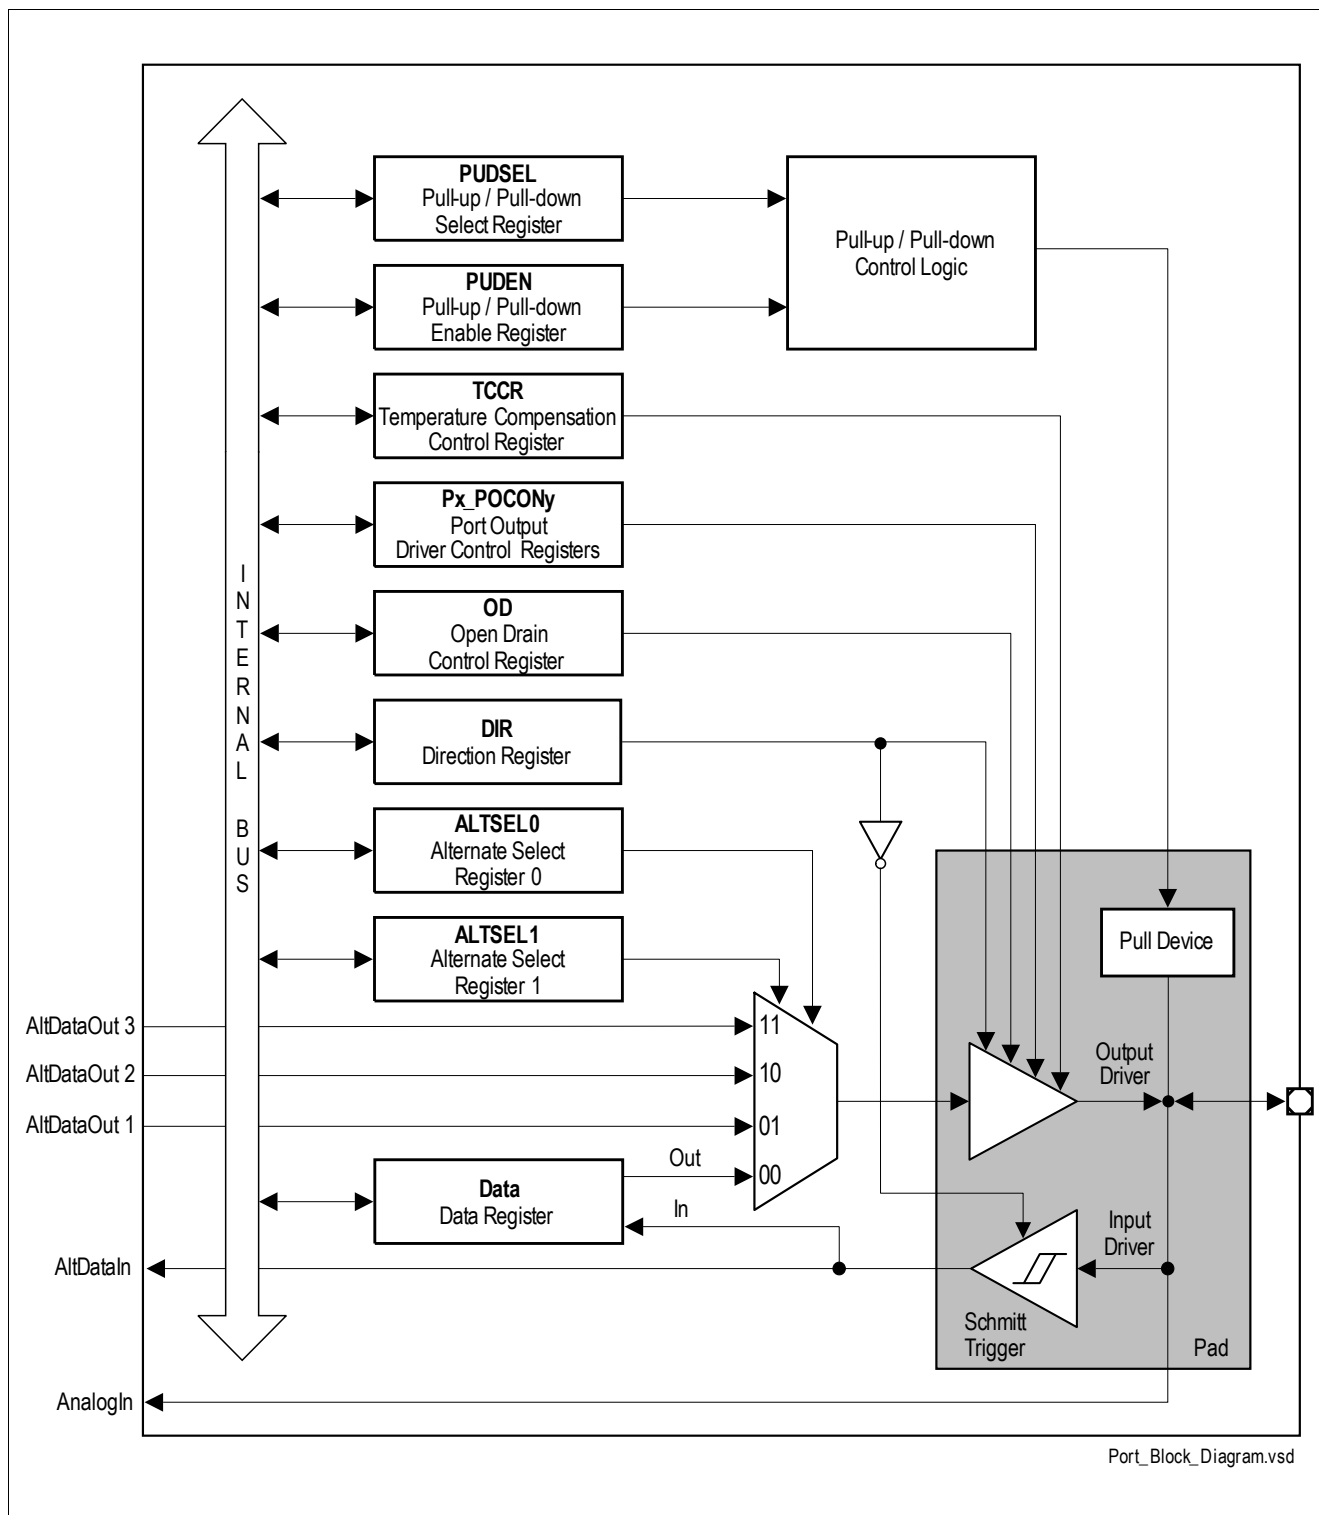 PUDSEL
Pull-up / Pull-down
Select Register
Pull-up / Pull-down
Control Logic
PUDEN
Pull-up / Pull-down
Enable Register
TCCR
Temperature Compensation
Control Register
Px_POCONy
Port Output
Driver Control Registers
INTERNAL BUS
OD
Open Drain
Control Register
DIR
Direction Register
ALTSEL0
Alternate Select
Register 0
ALTSEL1
Alternate Select
Register 1
Pull Device
AltDataOut 3
11
AltDataOut 2
10
AltDataOut 1
01
00
Output
Driver
Out
Data
Data Register
In
Input
Driver
AltDataIn
Schmitt
Trigger
Pad
AnalogIn
Port_Block_Diagram.vsd